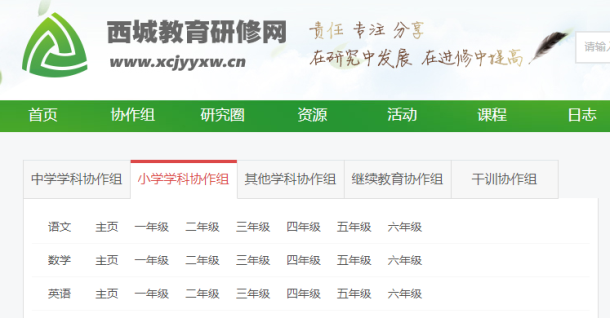 西城教育研修网
www.xcjyyxw.cn
责任 专注 分享
在研究中发展 在进修中提高
请输
首页 协作组 研究圈 资源 活动 课程 日志
中学学科协作组 小学学科协作组 其他学科协作组 继续教育协作组 干训协作组
语文 主页 一年级 二年级 三年级 四年级 五年级 六年级
数学 主页 一年级 二年级 三年级 四年级 五年级 六年级
英语 主页 一年级 二年级 三年级 四年级 五年级 六年级